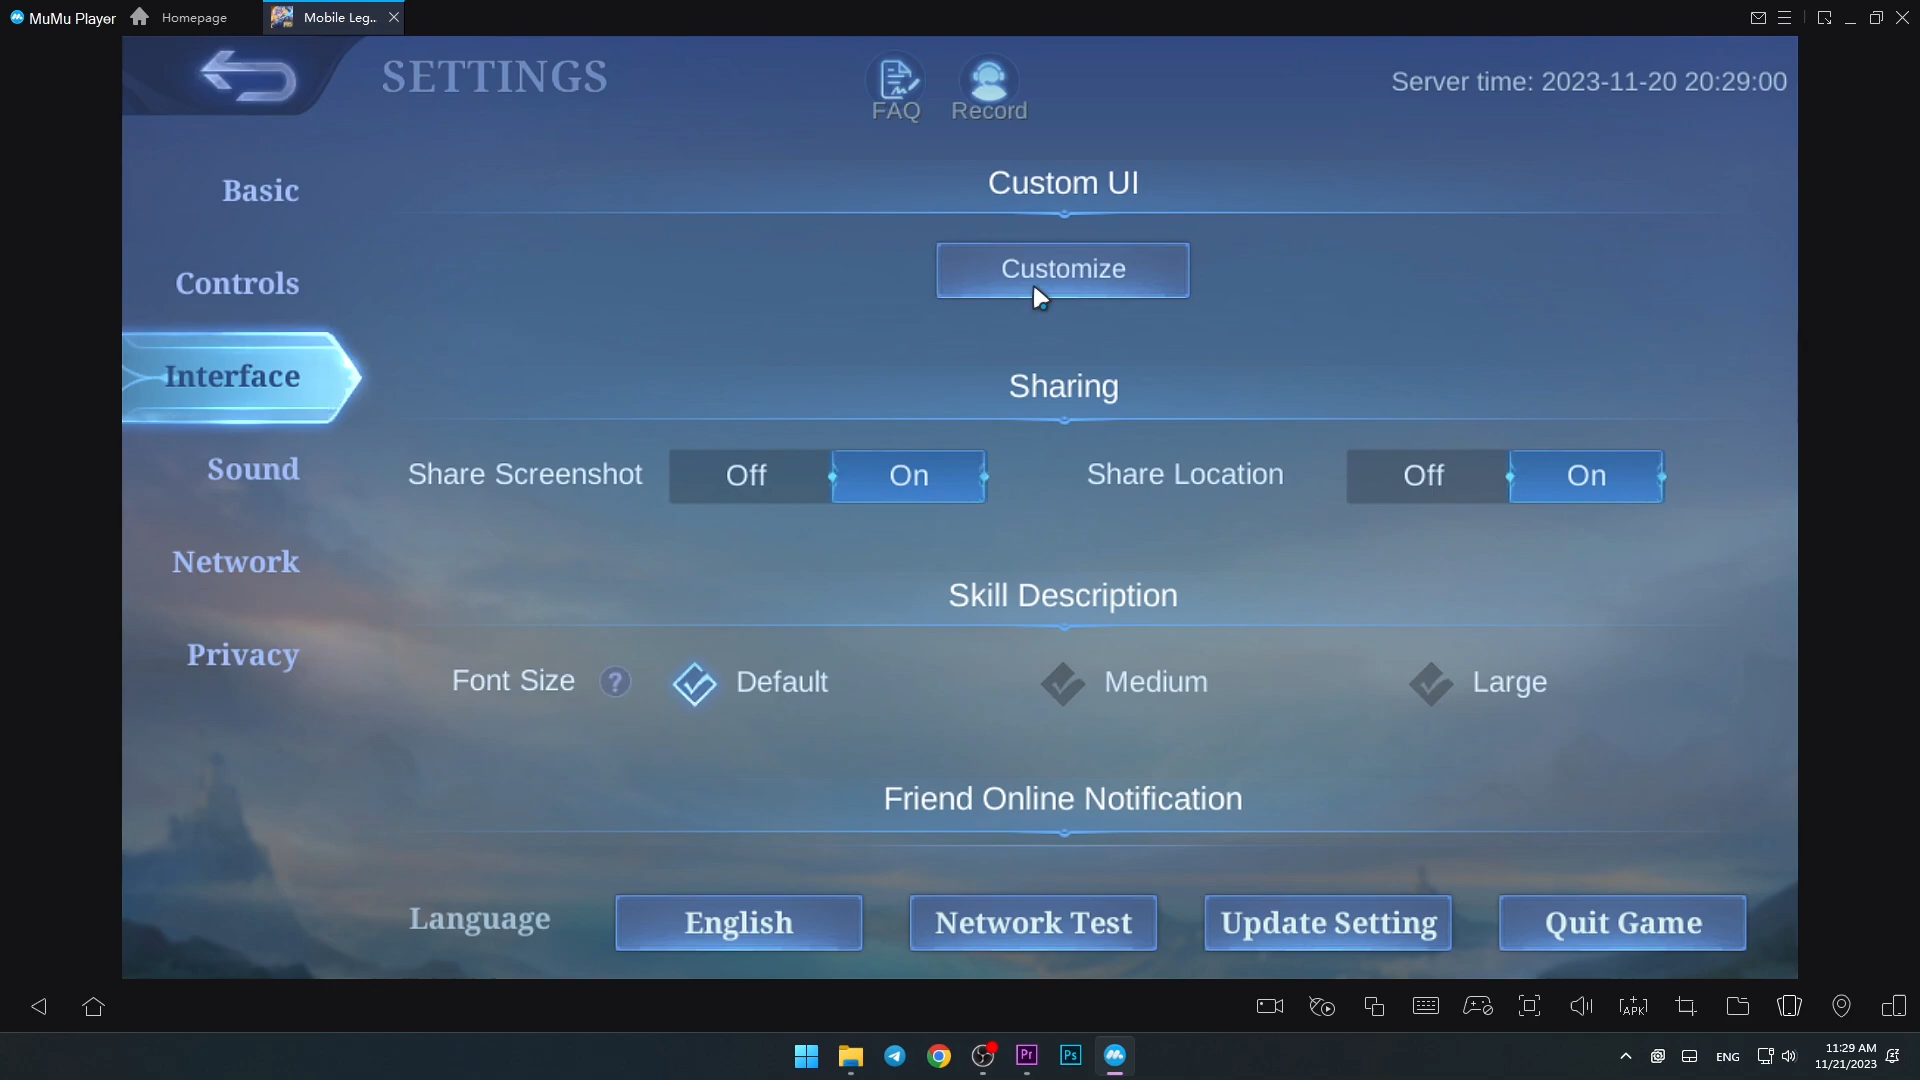 MuMu Player
Homepage
Mobile Leg..
SETTINGS
FAQ
Record
Server time: 2023-11-20 20:29:00
Basic
Controls
Interface
Sound
Network
Privacy
Custom UI
Customize
Sharing
Share Screenshot
Off
On
Share Location
Off
On
Skill Description
Font Size
?
Default
Medium
Large
Friend Online Notification
Language
English
Network Test
Update Setting
Quit Game
APK
Pr
Ps
ENG
11:29 AM
11/21/2023